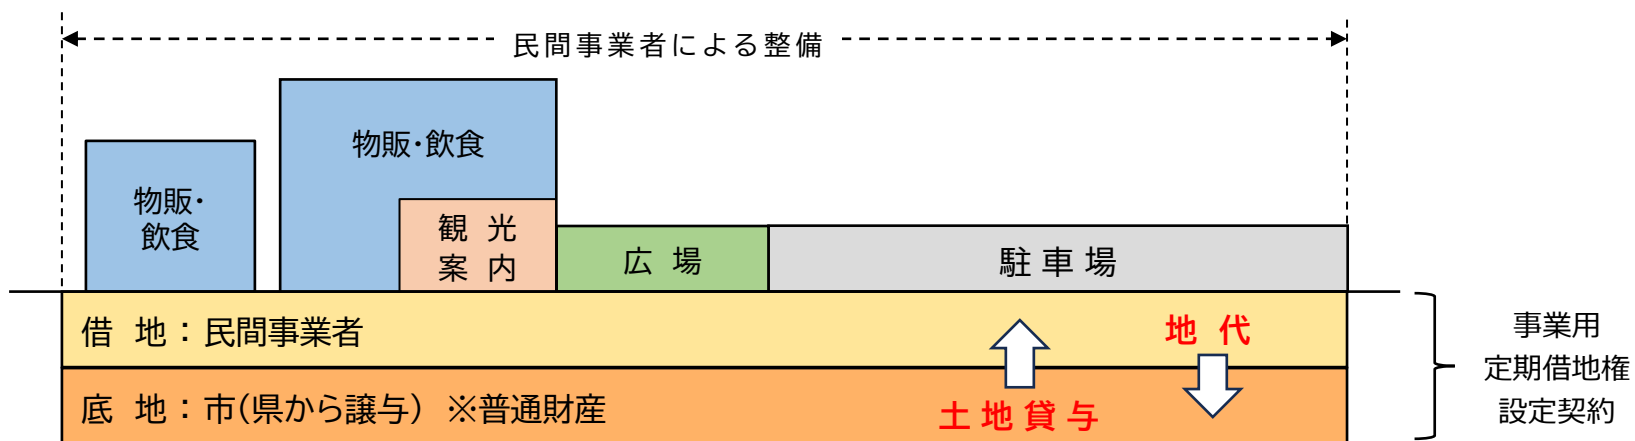 民間事業者による整備
物販・飲食
物販・
飲食
観 光
案 内
広 場
駐 車 場
借 地：民間事業者
地 代
事業用
定期借地権
設定契約
底 地：市(県から譲与) ※普通財産
土 地 貸 与